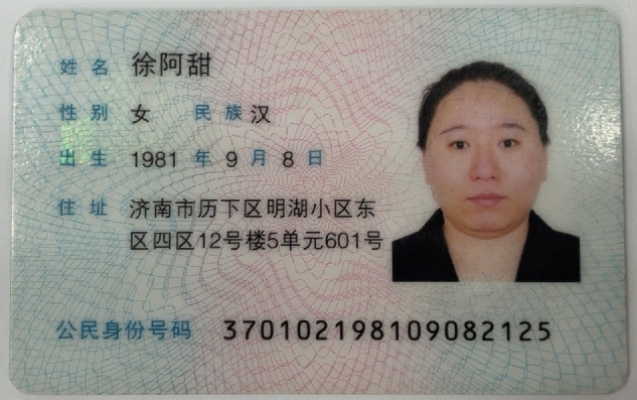 姓名 徐阿甜
性别 女 民族 汉
出生 1981 年 9 月 8 日
住址 济南市历下区明湖小区东
区四区12号楼5单元601号
公民身份号码 370102198109082125